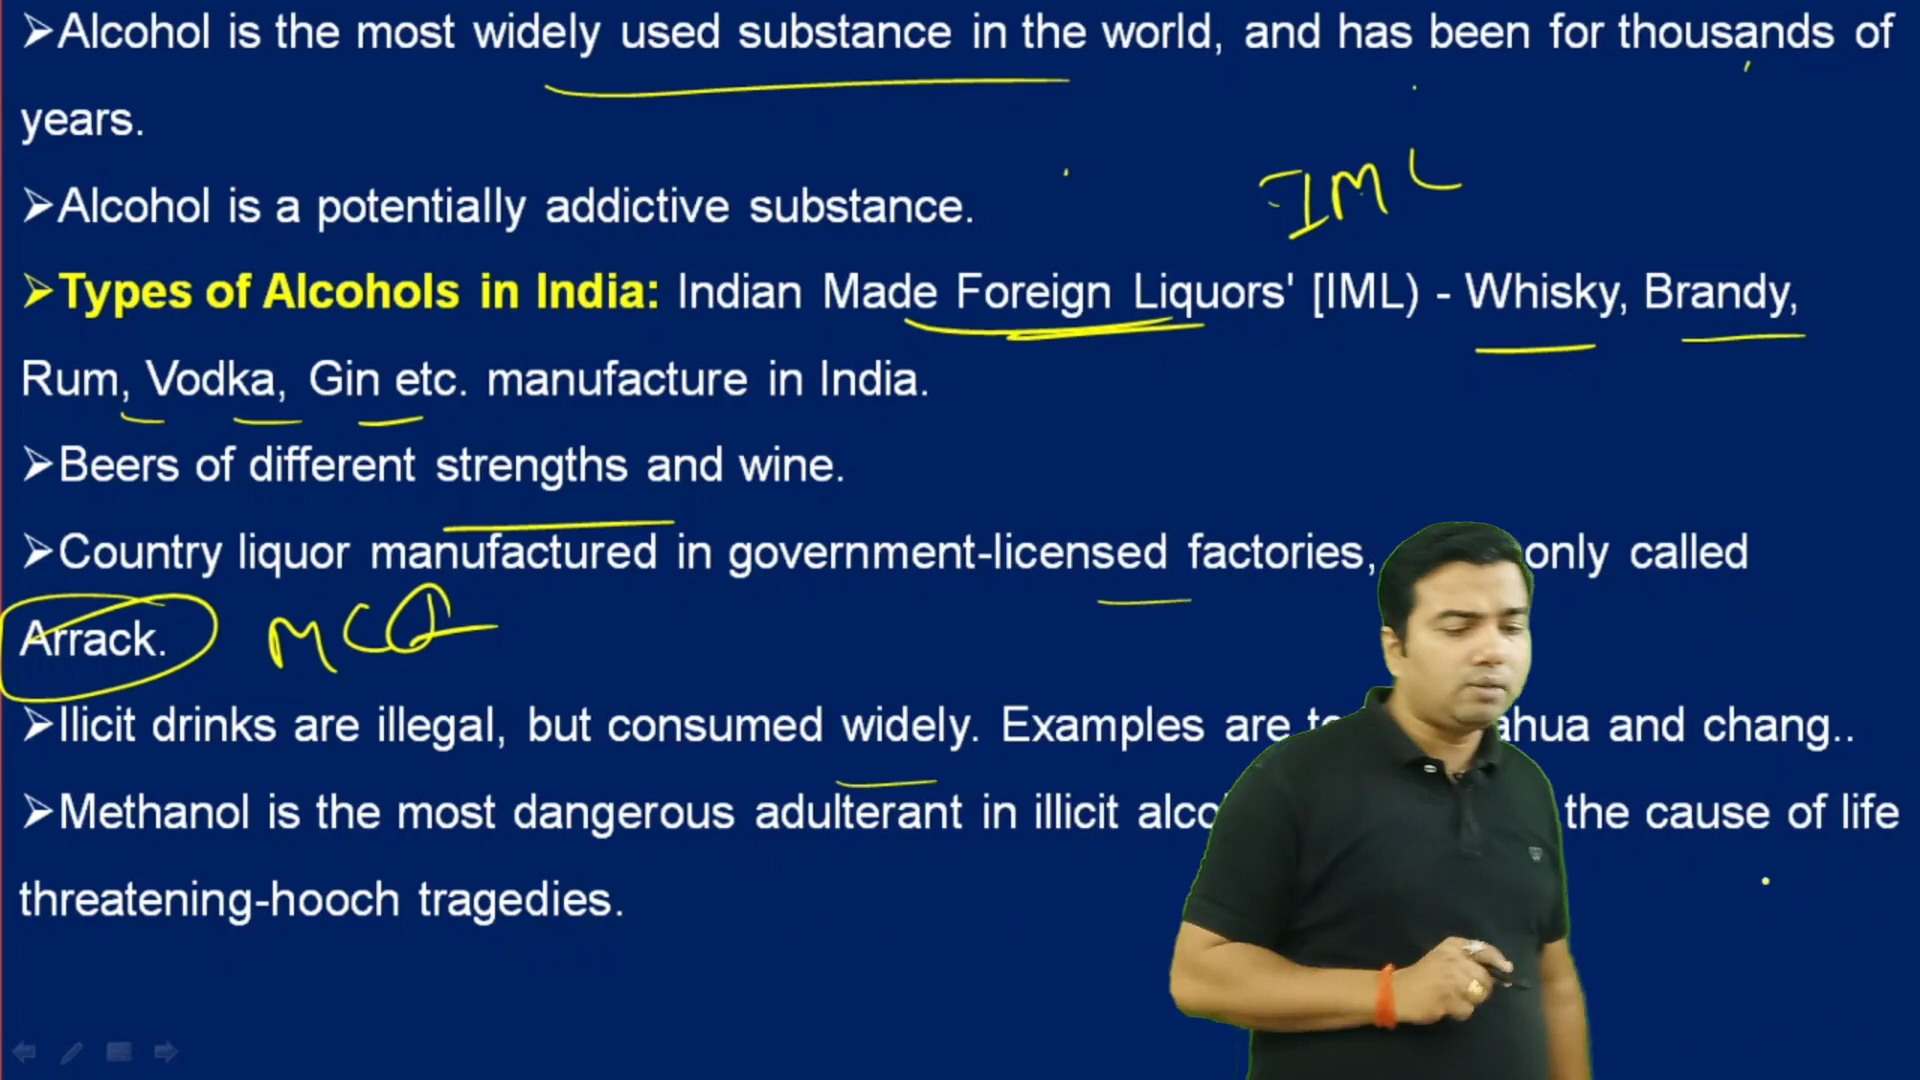 ➤Alcohol is the most widely used substance in the world, and has been for thousands of
years.
➤Alcohol is a potentially addictive substance.
IML
➤Types of Alcohols in India: Indian Made Foreign Liquors' [IML) - Whisky, Brandy,
Rum, Vodka, Gin etc. manufacture in India.
➤Beers of different strengths and wine.
➤Country liquor manufactured in government-licensed factories, only called
Arrack. MCQ
➤Illicit drinks are illegal, but consumed widely. Examples are and chang..
➤Methanol is the most dangerous adulterant in illicit the cause of life
threatening-hooch tragedies.